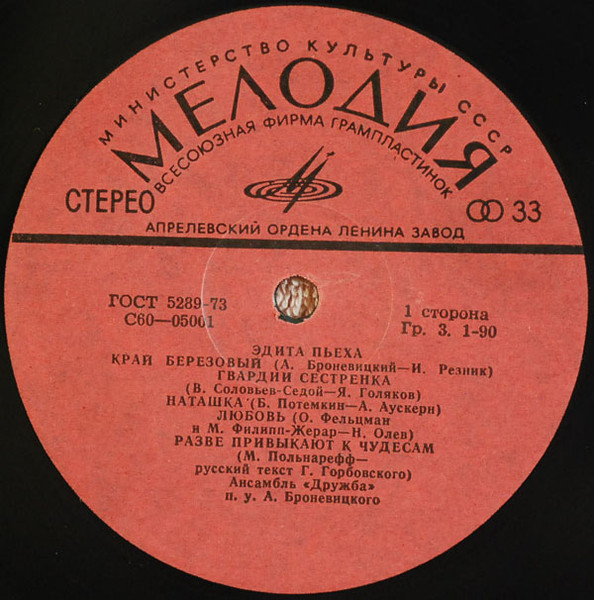 МИНИСТЕРСТВО КУЛЬТУРЫ СССР
МЕЛОДИЯ
ВСЕСОЮЗНАЯ ФИРМА ГРАМПЛАСТИНОК
СТЕРЕО
33
АПРЕЛЕВСКИЙ ОРДЕНА ЛЕНИНА ЗАВОД
ГОСТ 5289-73
С60—05061
1 сторона
Гр. 3. 1-90
ЭДИТА ПЬЕХА
КРАЙ БЕРЕЗОВЫЙ (А. Броневицкий—И. Резник)
ГВАРДИИ СЕСТРЕНКА
(В. Соловьев-Седой—Я. Голяков)
НАТАШКА (Б. Потемкин—А. Аускерн)
ЛЮБОВЬ (О. Фельцман
и М. Филипп-Жерар—Н. Олев)
РАЗВЕ ПРИВЫКАЮТ К ЧУДЕСАМ
(М. Польнарефф—
русский текст Г. Горбовского)
Ансамбль «Дружба»
п. у. А. Броневицкого